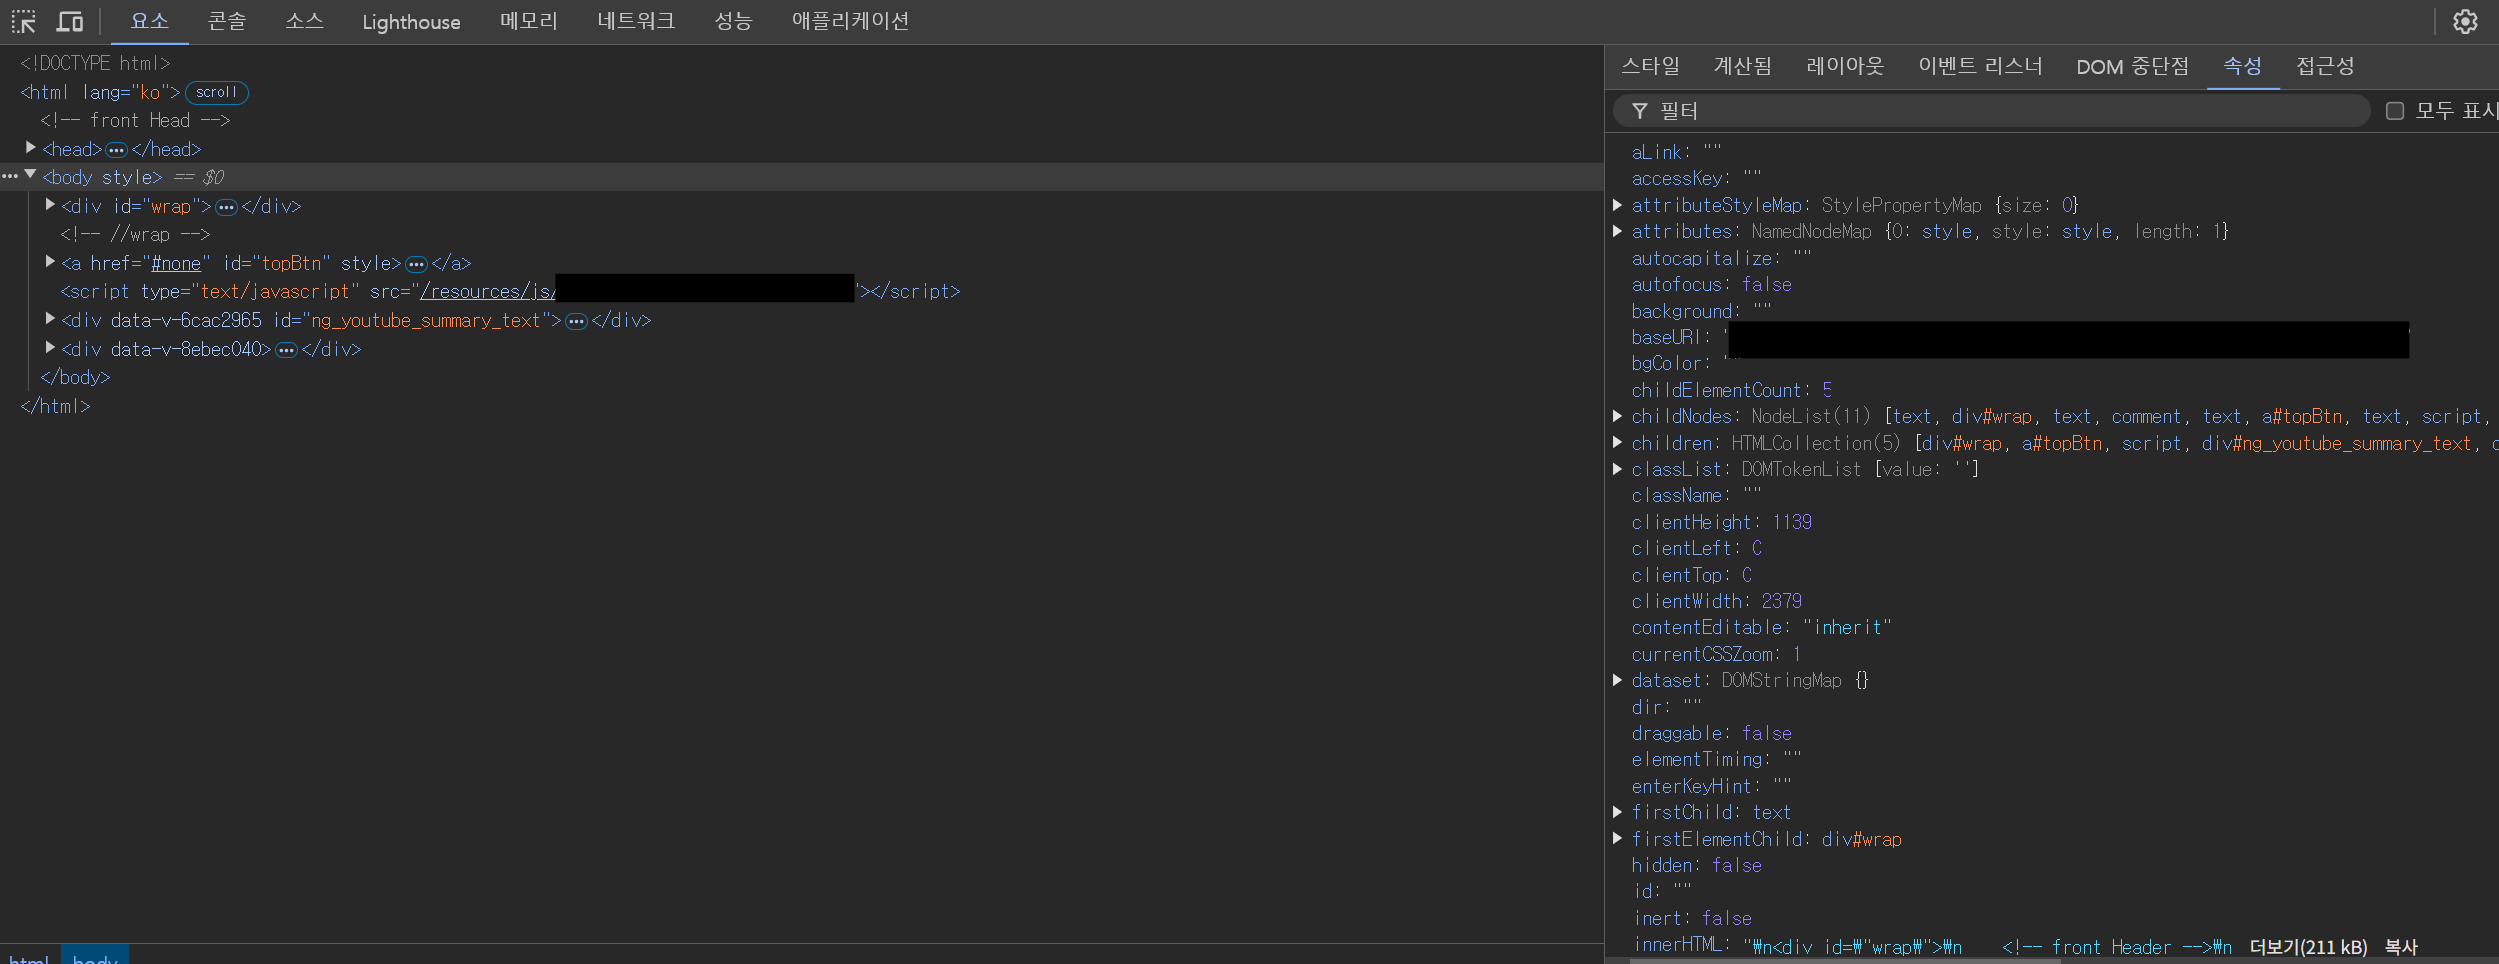 요소 콘솔 소스 Lighthouse 메모리 네트워크 성능 애플리케이션
<!DOCTYPE html>
<html lang="ko"> scroll
<!-- front Head -->
<head> ••• </head>
••• <body style> == $0
<div id="wrap"> ••• </div>
<!-- //wrap -->
<a href="#none" id="topBtn" style> ••• </a>
<script type="text/javascript" src="/resources/js/ "></script>
<div data-v-6cac2965 id="ng_youtube_summary_text"> ••• </div>
<div data-v-8ebec040> ••• </div>
</body>
</html>
html body
스타일 계산됨 레이아웃 이벤트 리스너 DOM 중단점 속성 접근성
필터 모두 표시
aLink: ""
accessKey: ""
attributeStyleMap: StylePropertyMap {size: 0}
attributes: NamedNodeMap {0: style, style: style, length: 1}
autocapitalize: ""
autofocus: false
background: ""
baseURI: '
bgColor: ""
childElementCount: 5
childNodes: NodeList(11) [text, div#wrap, text, comment, text, a#topBtn, text, script,
children: HTMLCollection(5) [div#wrap, a#topBtn, script, div#ng_youtube_summary_text,
classList: DOMTokenList [value: '']
className: ""
clientHeight: 1139
clientLeft: 0
clientTop: 0
clientWidth: 2379
contentEditable: "inherit"
currentCSSZoom: 1
dataset: DOMStringMap {}
dir: ""
draggable: false
elementTiming: ""
enterKeyHint: ""
firstChild: text
firstElementChild: div#wrap
hidden: false
id: ""
inert: false
innerHTML: "₩n<div id=₩"wrap₩">₩n    <!-- front Header -->₩n 더보기(211 kB) 복사